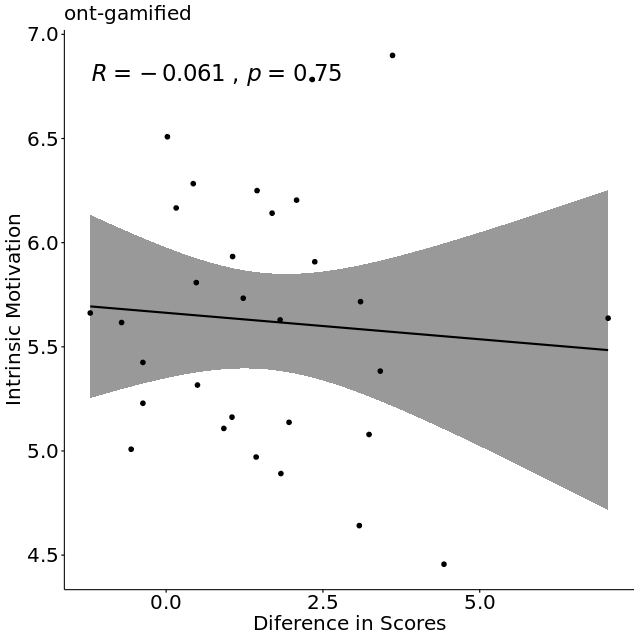 ont-gamified
R = − 0.061 , p = 0.75
7.0
6.5
6.0
5.5
5.0
4.5
Intrinsic Motivation
0.0 2.5 5.0
Diference in Scores